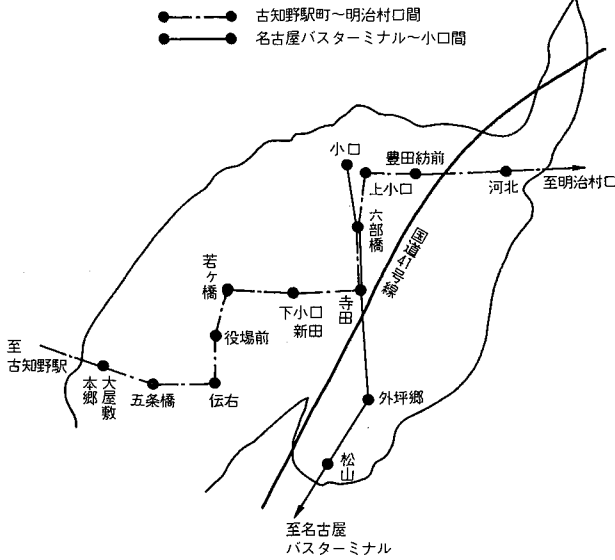 古知野駅町～明治村口間
名古屋バスターミナル～小口間
小口
豊田紡前
上小口
河北
至明治村口
六部橋
国道41号線
若ヶ橋
下小口
新田
寺田
役場前
至
古知野駅
大屋敷
本郷
五条橋
伝右
外坪郷
松山
至名古屋
バスターミナル